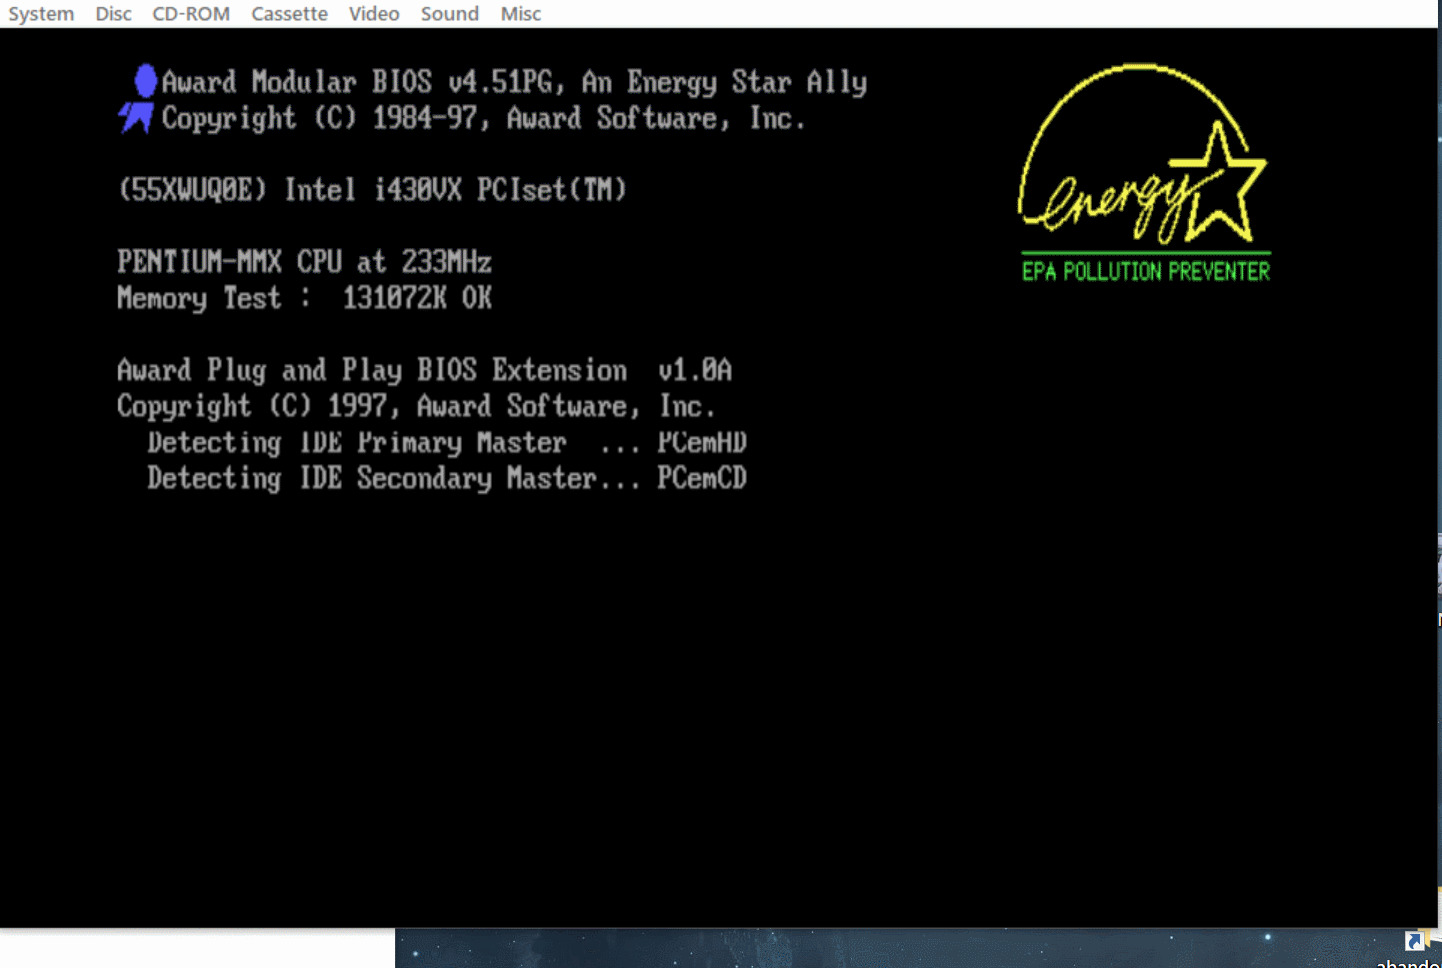 System Disc CD-ROM Cassette Video Sound Misc
Award Modular BIOS v4.51PG, An Energy Star Ally
Copyright (C) 1984-97, Award Software, Inc.
energy
EPA POLLUTION PREVENTER
(55XWUQ0E) Intel i430VX PCIset(TM)
PENTIUM-MMX CPU at 233MHz
Memory Test : 131072K OK
Award Plug and Play BIOS Extension v1.0A
Copyright (C) 1997, Award Software, Inc.
Detecting IDE Primary Master ... PCemHD
Detecting IDE Secondary Master... PCemCD